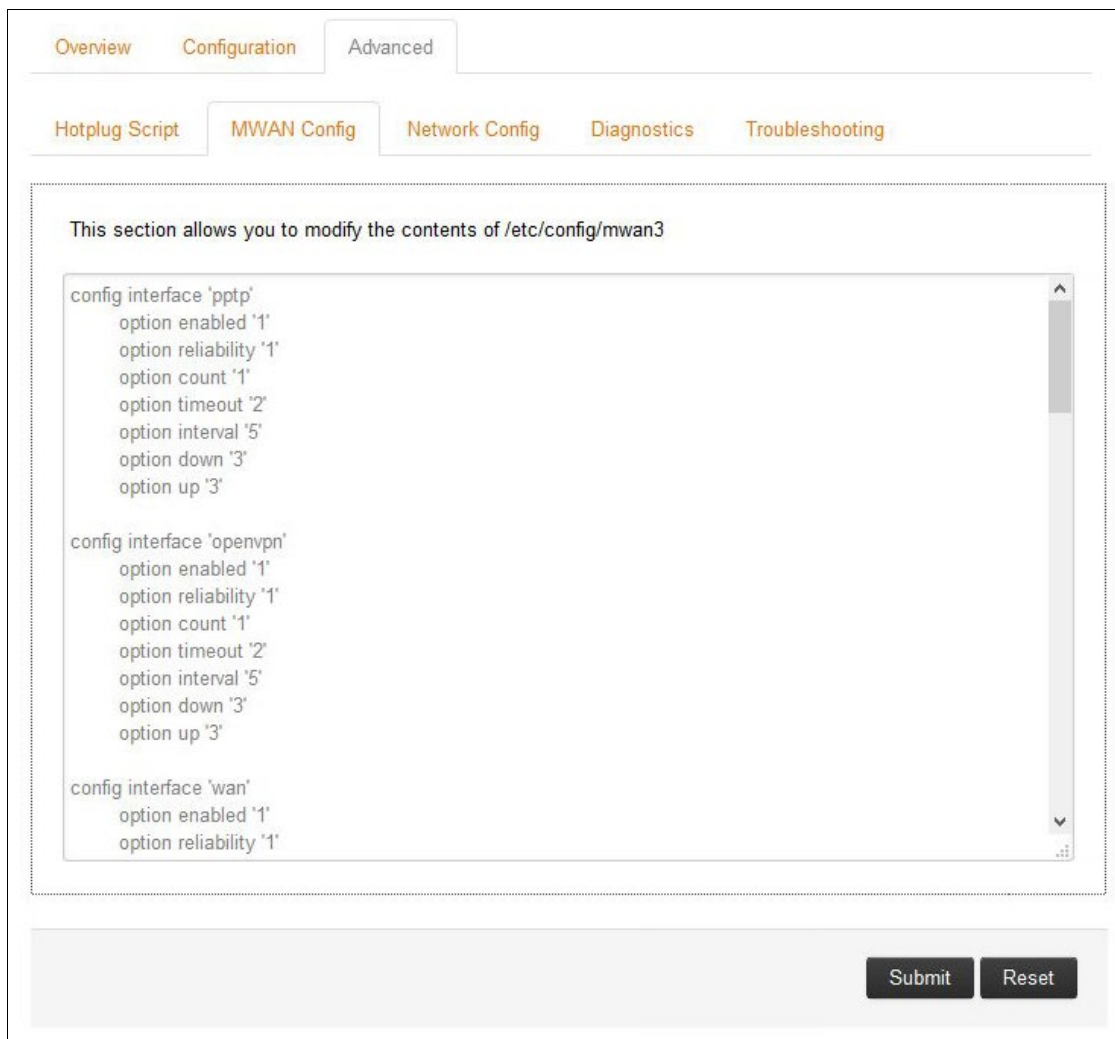 Overview Configuration Advanced
Hotplug Script MWAN Config Network Config Diagnostics Troubleshooting
This section allows you to modify the contents of /etc/config/mwan3
config interface 'pptp'
option enabled '1'
option reliability '1'
option count '1'
option timeout '2'
option interval '5'
option down '3'
option up '3'
config interface 'openvpn'
option enabled '1'
option reliability '1'
option count '1'
option timeout '2'
option interval '5'
option down '3'
option up '3'
config interface 'wan'
option enabled '1'
option reliability '1'
Submit Reset